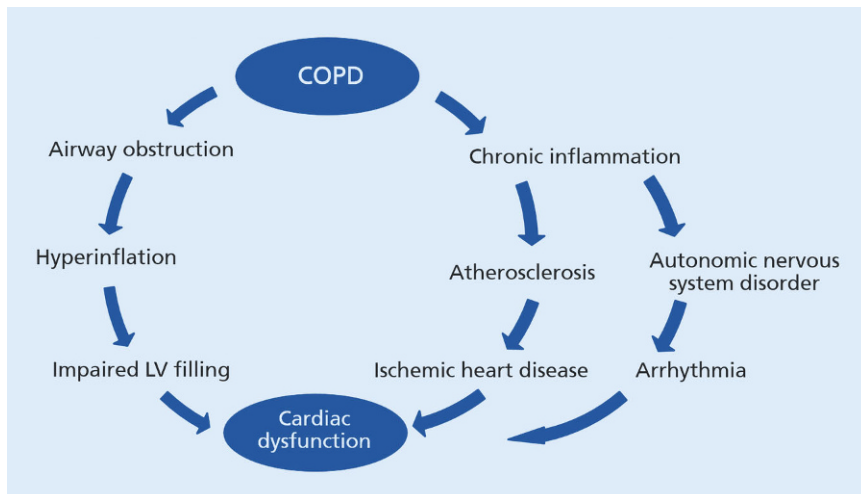 COPD
Airway obstruction
Chronic inflammation
Hyperinflation
Atherosclerosis
Autonomic nervous
system disorder
Impaired LV filling
Ischemic heart disease
Arrhythmia
Cardiac
dysfunction